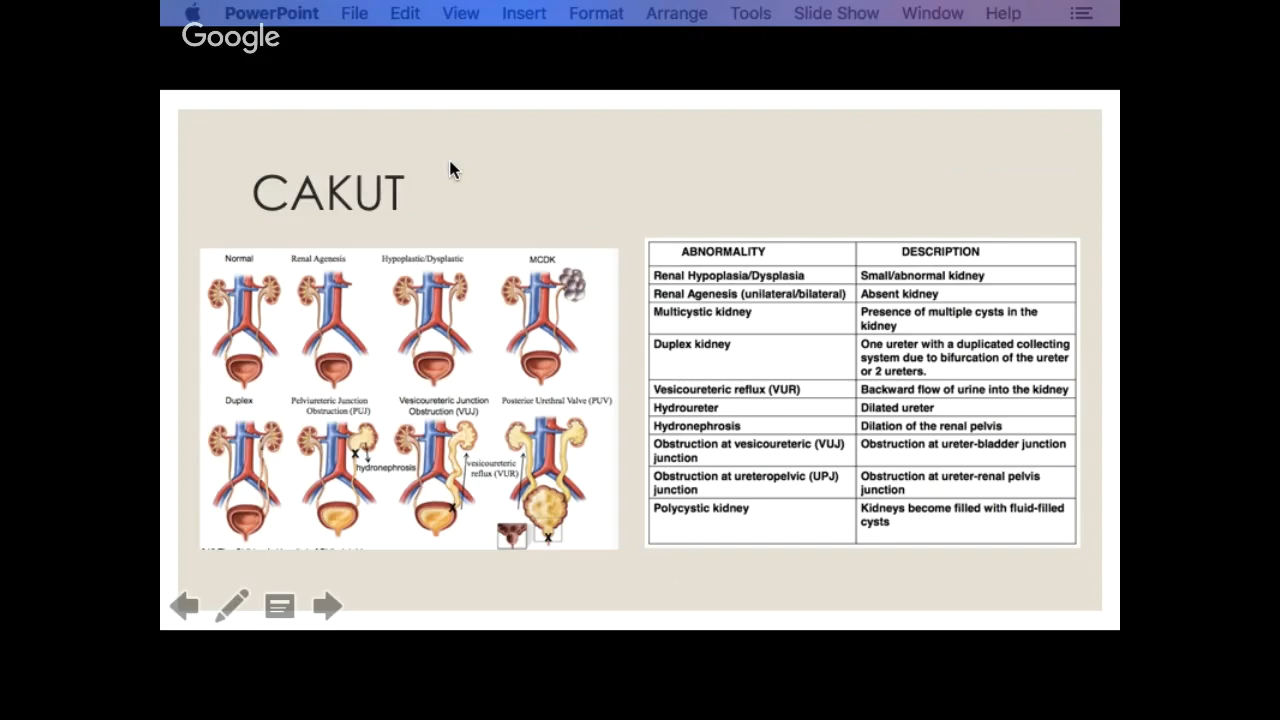 PowerPoint File Edit View Insert Format Arrange Tools Slide Show Window Help
Google
CAKUT
Normal Renal Agenesis Hypoplastic/Dysplastic MCDK
Duplex Pelviureteric Junction Obstruction (PUJ) Vesicoureteric Junction Obstruction (VUJ) Posterior Urethral Valve (PUV)
x
hydronephrosis
vesicoureteric
reflux (VUR)
x
x
ABNORMALITY DESCRIPTION
Renal Hypoplasia/Dysplasia Small/abnormal kidney
Renal Agenesis (unilateral/bilateral) Absent kidney
Multicystic kidney Presence of multiple cysts in the
kidney
Duplex kidney One ureter with a duplicated collecting
system due to bifurcation of the ureter
or 2 ureters.
Vesicoureteric reflux (VUR) Backward flow of urine into the kidney
Hydroureter Dilated ureter
Hydronephrosis Dilation of the renal pelvis
Obstruction at vesicoureteric (VUJ) Obstruction at ureter-bladder junction
junction
Obstruction at ureteropelvic (UPJ) Obstruction at ureter-renal pelvis
junction junction
Polycystic kidney Kidneys become filled with fluid-filled
cysts